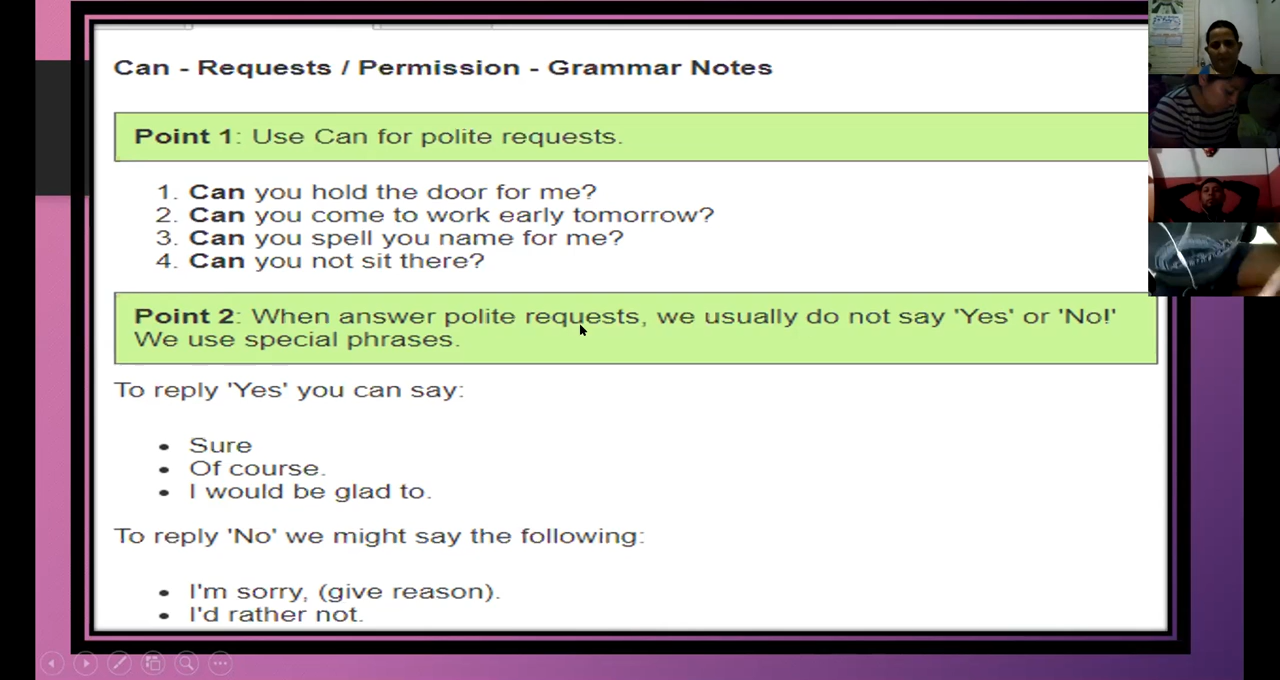 Can - Requests / Permission - Grammar Notes
Point 1: Use Can for polite requests.
1. Can you hold the door for me?
2. Can you come to work early tomorrow?
3. Can you spell you name for me?
4. Can you not sit there?
Point 2: When answer polite requests, we usually do not say 'Yes' or 'No!'
We use special phrases.
To reply 'Yes' you can say:
• Sure
• Of course.
• I would be glad to.
To reply 'No' we might say the following:
• I'm sorry, (give reason).
• I'd rather not.